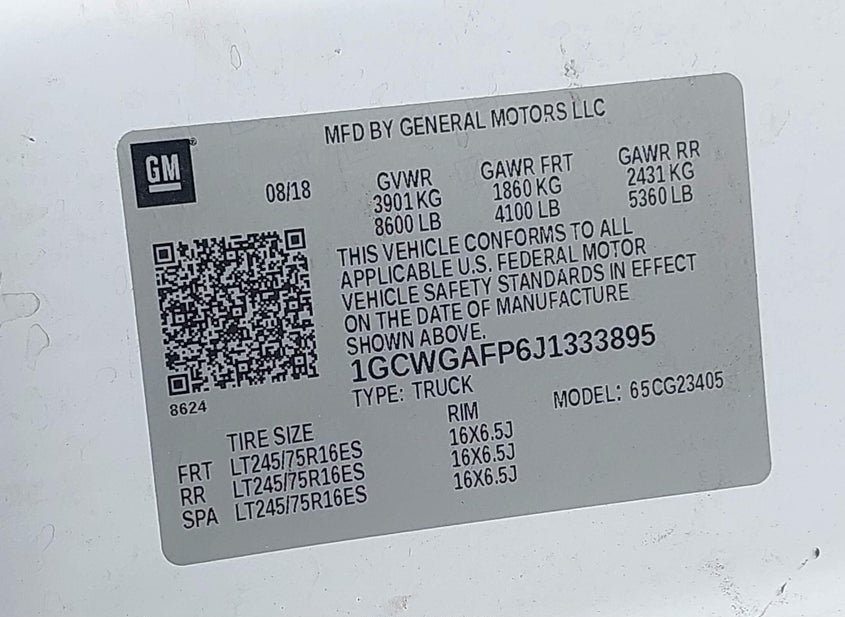 MFD BY GENERAL MOTORS LLC
GM®
08/18 GVWR GAWR FRT GAWR RR
3901 KG 1860 KG 2431 KG
8600 LB 4100 LB 5360 LB
THIS VEHICLE CONFORMS TO ALL
APPLICABLE U.S. FEDERAL MOTOR
VEHICLE SAFETY STANDARDS IN EFFECT
ON THE DATE OF MANUFACTURE
SHOWN ABOVE.
1GCWGAFP6J1333895
8624
TYPE: TRUCK MODEL: 65CG23405
TIRE SIZE RIM
FRT LT245/75R16ES 16X6.5J
RR LT245/75R16ES 16X6.5J
SPA LT245/75R16ES 16X6.5J